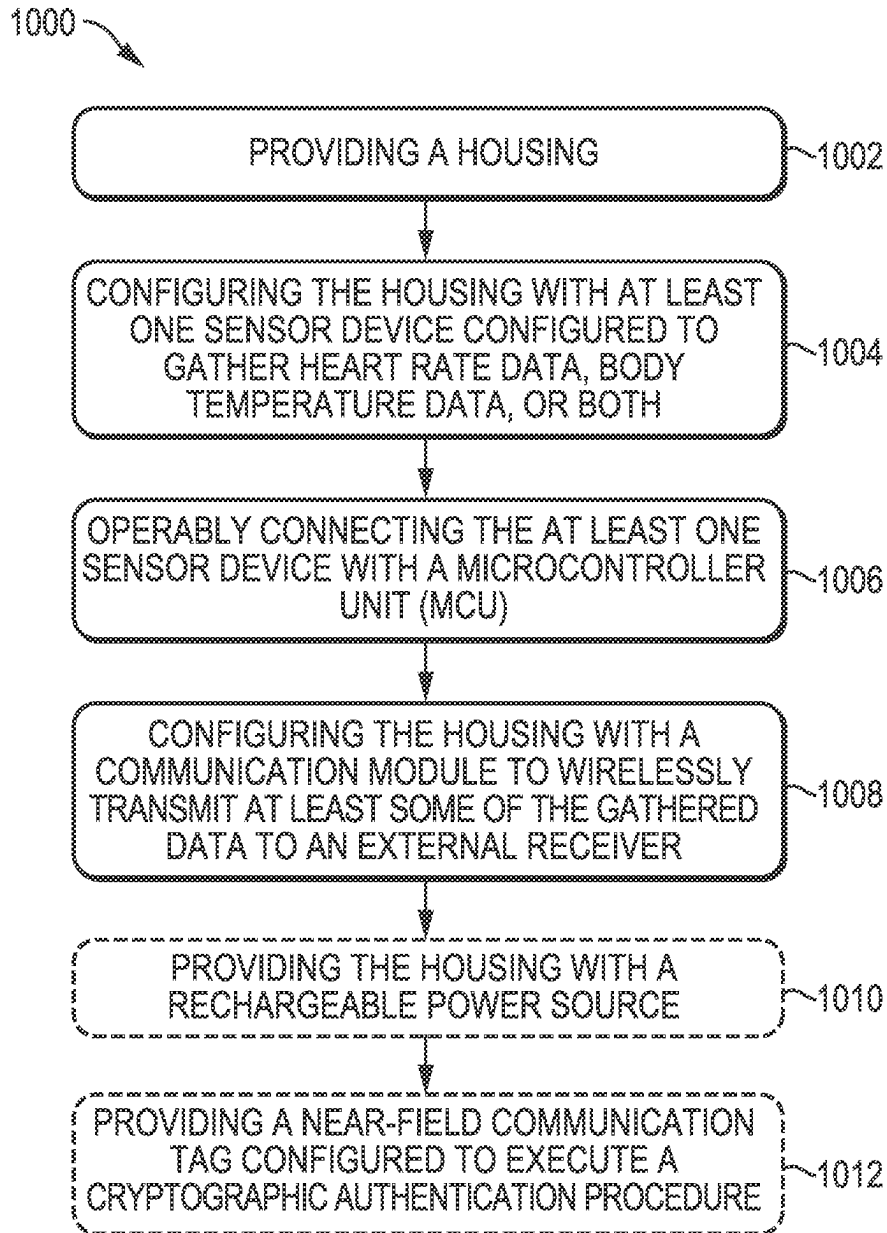 1000
PROVIDING A HOUSING
1002
CONFIGURING THE HOUSING WITH AT LEAST
ONE SENSOR DEVICE CONFIGURED TO
GATHER HEART RATE DATA, BODY
TEMPERATURE DATA, OR BOTH
1004
OPERABLY CONNECTING THE AT LEAST ONE
SENSOR DEVICE WITH A MICROCONTROLLER
UNIT (MCU)
1006
CONFIGURING THE HOUSING WITH A
COMMUNICATION MODULE TO WIRELESSLY
TRANSMIT AT LEAST SOME OF THE GATHERED
DATA TO AN EXTERNAL RECEIVER
1008
PROVIDING THE HOUSING WITH A
RECHARGEABLE POWER SOURCE
1010
PROVIDING A NEAR-FIELD COMMUNICATION
TAG CONFIGURED TO EXECUTE A
CRYPTOGRAPHIC AUTHENTICATION PROCEDURE
1012